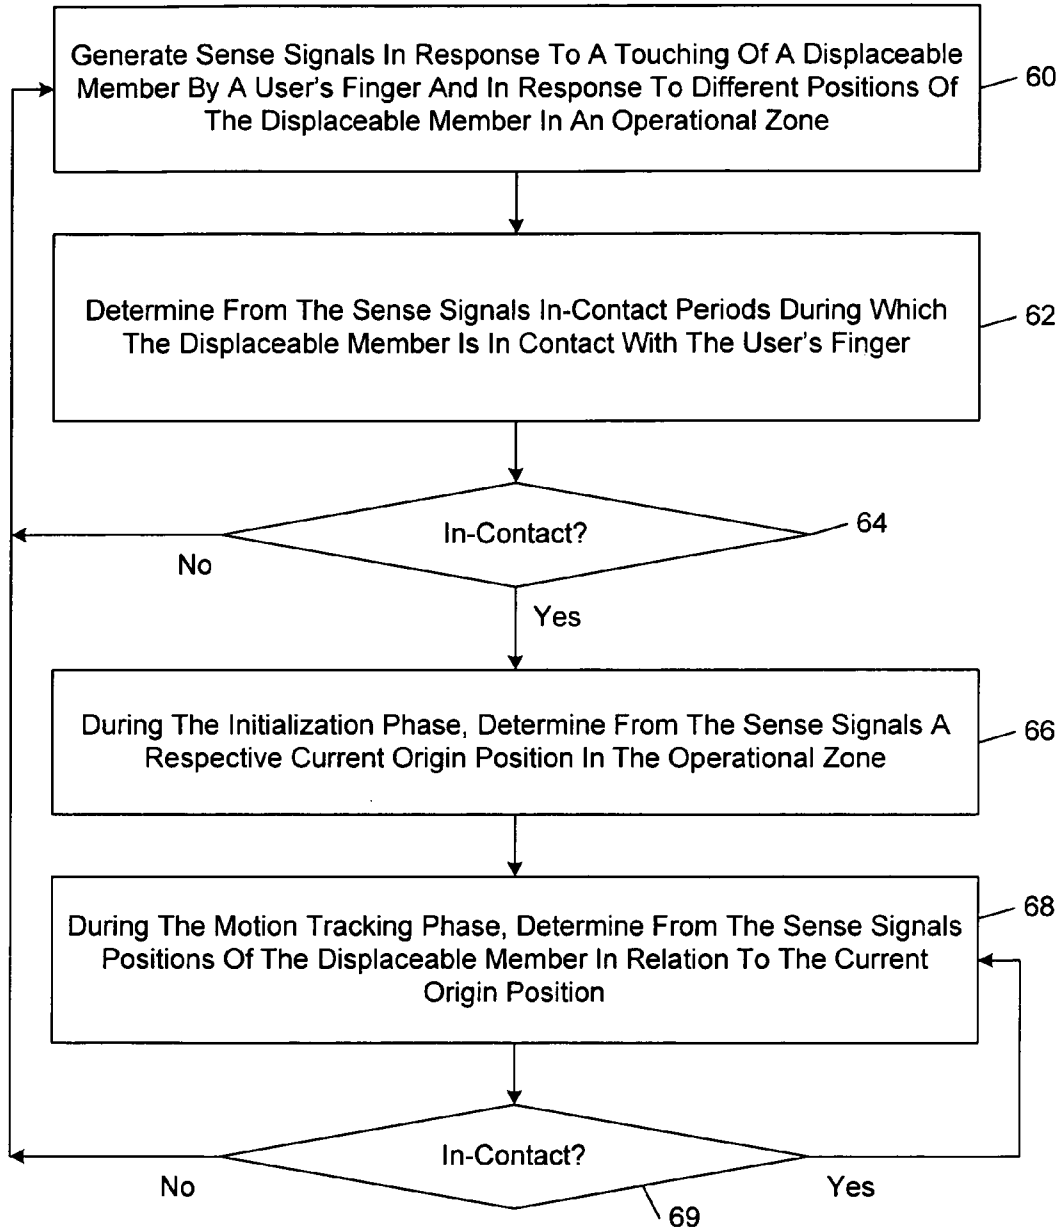 Generate Sense Signals In Response To A Touching Of A Displaceable
Member By A User's Finger And In Response To Different Positions Of
The Displaceable Member In An Operational Zone
60
Determine From The Sense Signals In-Contact Periods During Which
The Displaceable Member Is In Contact With The User's Finger
62
In-Contact?
64
No
Yes
During The Initialization Phase, Determine From The Sense Signals A
Respective Current Origin Position In The Operational Zone
66
During The Motion Tracking Phase, Determine From The Sense Signals
Positions Of The Displaceable Member In Relation To The Current
Origin Position
68
In-Contact?
No
Yes
69